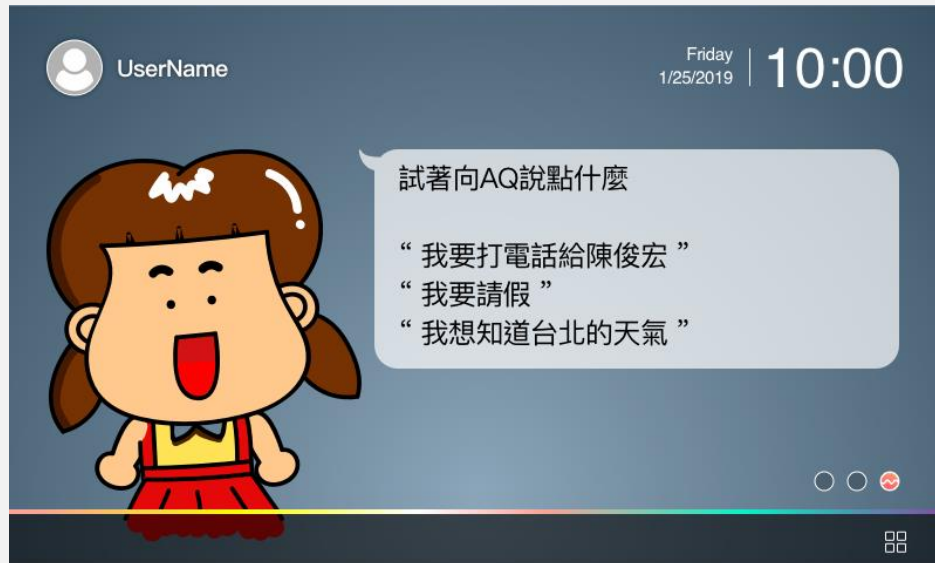 UserName
Friday
1/25/2019
10:00
試著向AQ說點什麼
“ 我要打電話給陳俊宏 ”
“ 我要請假 ”
“ 我想知道台北的天氣 ”